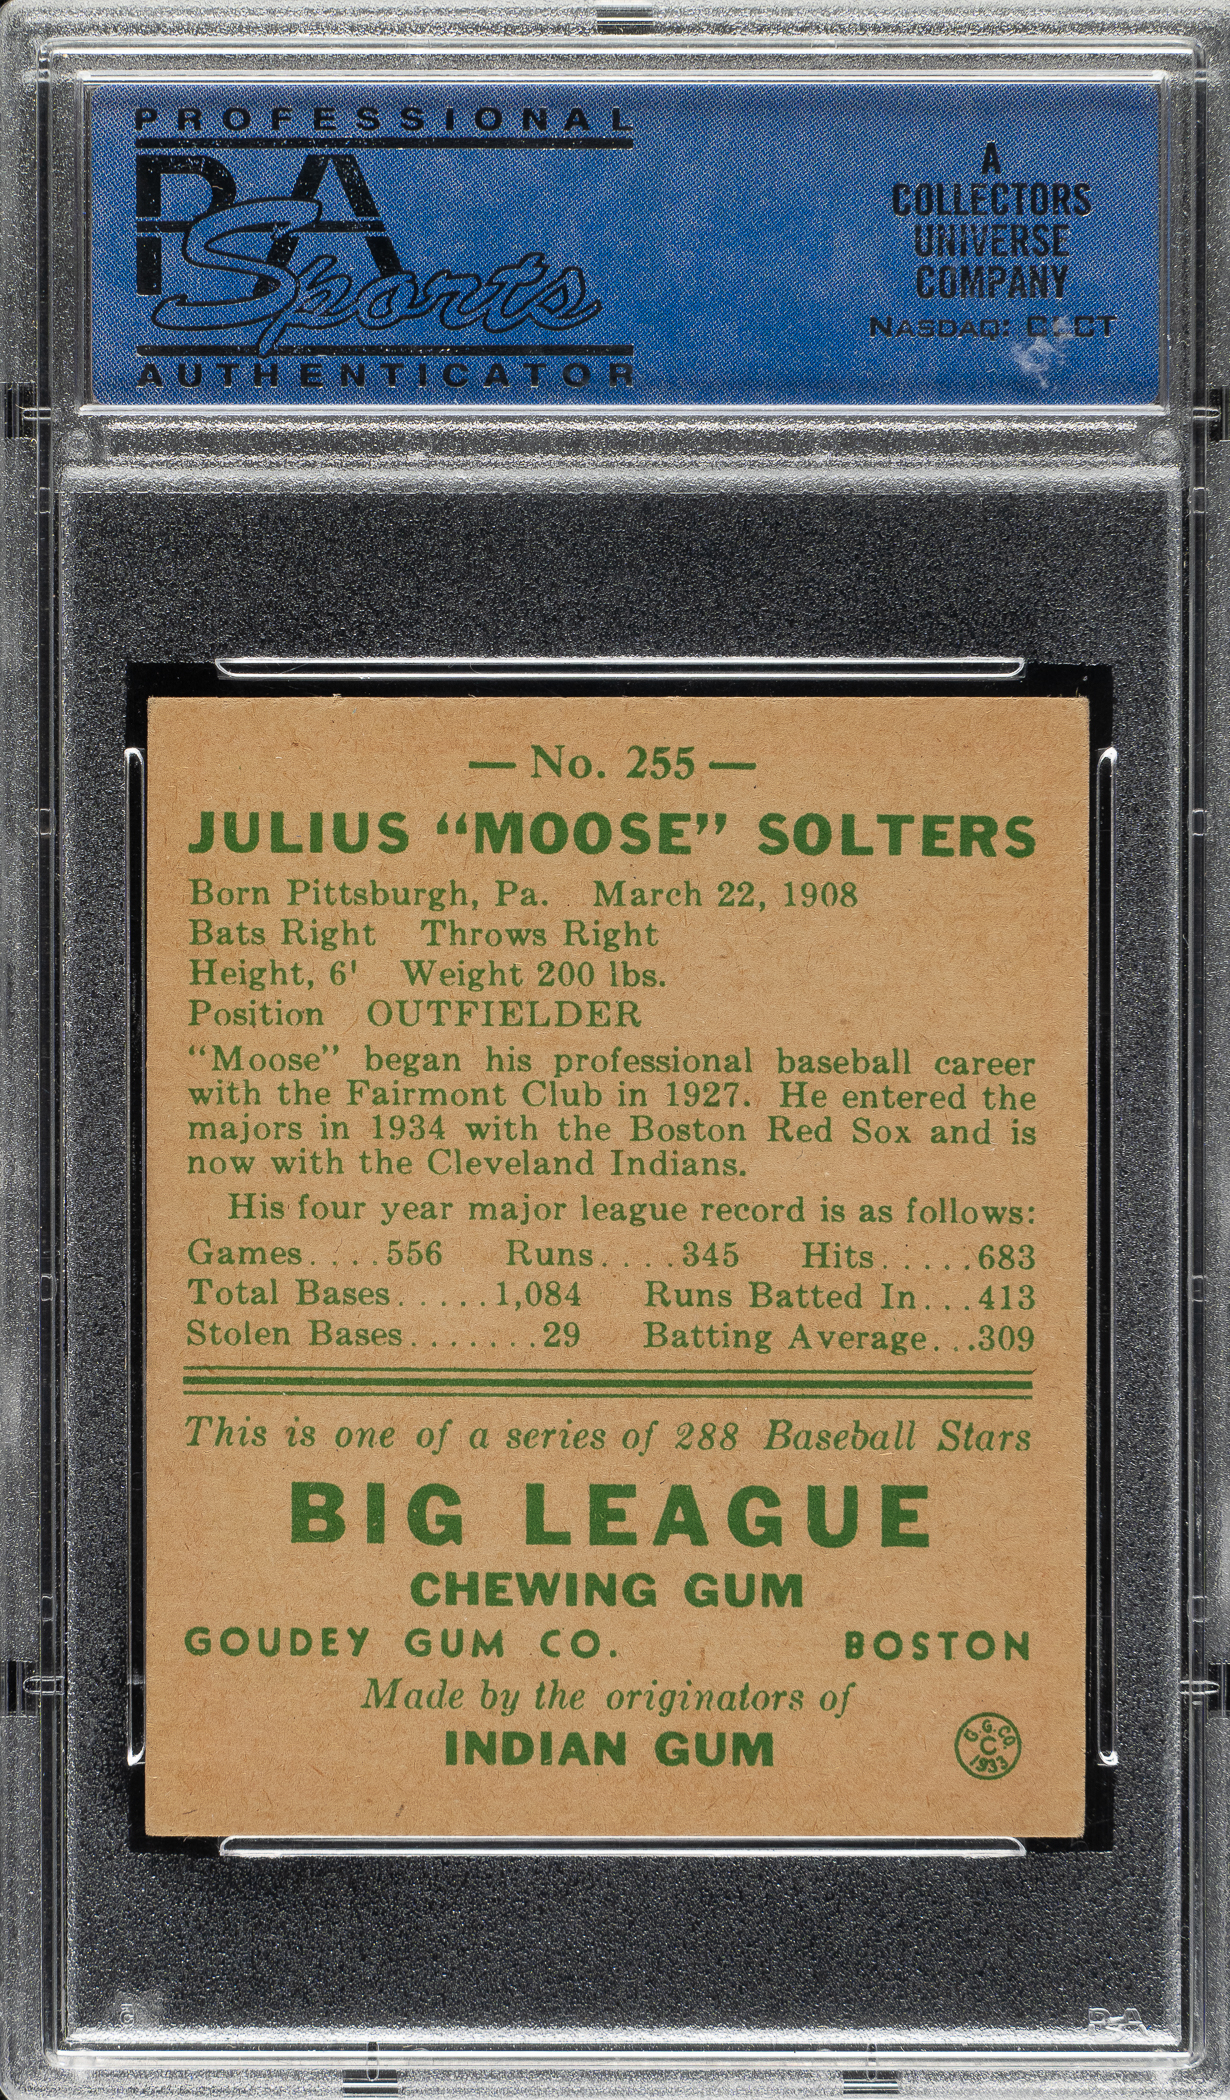 PROFESSIONAL
PSA
Sports
AUTHENTICATOR
A
COLLECTORS
UNIVERSE
COMPANY
NASDAQ: CLCT
— No. 255 —
JULIUS “MOOSE” SOLTERS
Born Pittsburgh, Pa. March 22, 1908
Bats Right Throws Right
Height, 6' Weight 200 lbs.
Position OUTFIELDER
“Moose” began his professional baseball career
with the Fairmont Club in 1927. He entered the
majors in 1934 with the Boston Red Sox and is
now with the Cleveland Indians.
His four year major league record is as follows:
Games....556 Runs....345 Hits.....683
Total Bases.....1,084 Runs Batted In...413
Stolen Bases.......29 Batting Average...309
This is one of a series of 288 Baseball Stars
BIG LEAGUE
CHEWING GUM
GOUDEY GUM CO. BOSTON
Made by the originators of
INDIAN GUM
G.G.CO.
C
1933
PSA